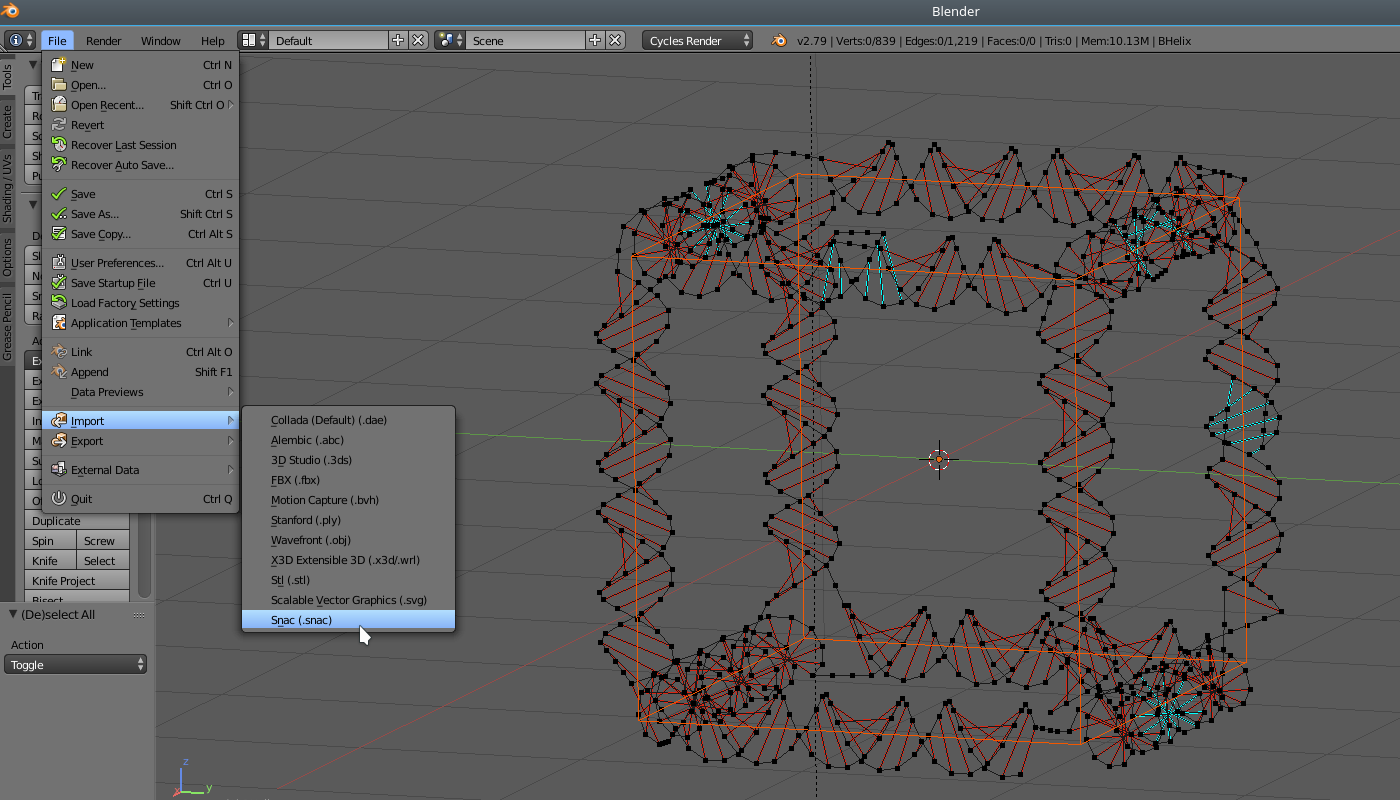 Blender
File Render Window Help Default Scene Cycles Render v2.79 | Verts:0/839 | Edges:0/1,219 | Faces:0/0 | Tris:0 | Mem:10.13M | BHelix
Tools
Create
Shading / UVs
Options
Grease Pencil
New Ctrl N
Open... Ctrl O
Open Recent... Shift Ctrl O
Revert
Recover Last Session
Recover Auto Save...
Save Ctrl S
Save As... Shift Ctrl S
Save Copy... Ctrl Alt S
User Preferences... Ctrl Alt U
Save Startup File Ctrl U
Load Factory Settings
Application Templates
Link Ctrl Alt O
Append Shift F1
Data Previews
Import
Export
External Data
Quit Ctrl Q
Collada (Default) (.dae)
Alembic (.abc)
3D Studio (.3ds)
FBX (.fbx)
Motion Capture (.bvh)
Stanford (.ply)
Wavefront (.obj)
X3D Extensible 3D (.x3d/.wrl)
Stl (.stl)
Scalable Vector Graphics (.svg)
Snac (.snac)
Duplicate
Spin Screw
Knife Select
Knife Project
Bisect
(De)select All
Action
Toggle
z
x y